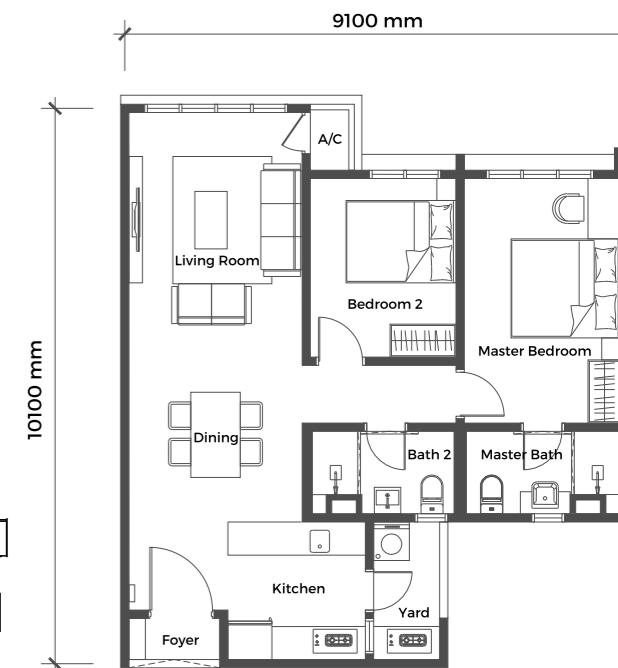 9100 mm
A/C
Living Room
Bedroom 2
Master Bedroom
10100 mm
Dining
Bath 2
Master Bath
Kitchen
Yard
Foyer